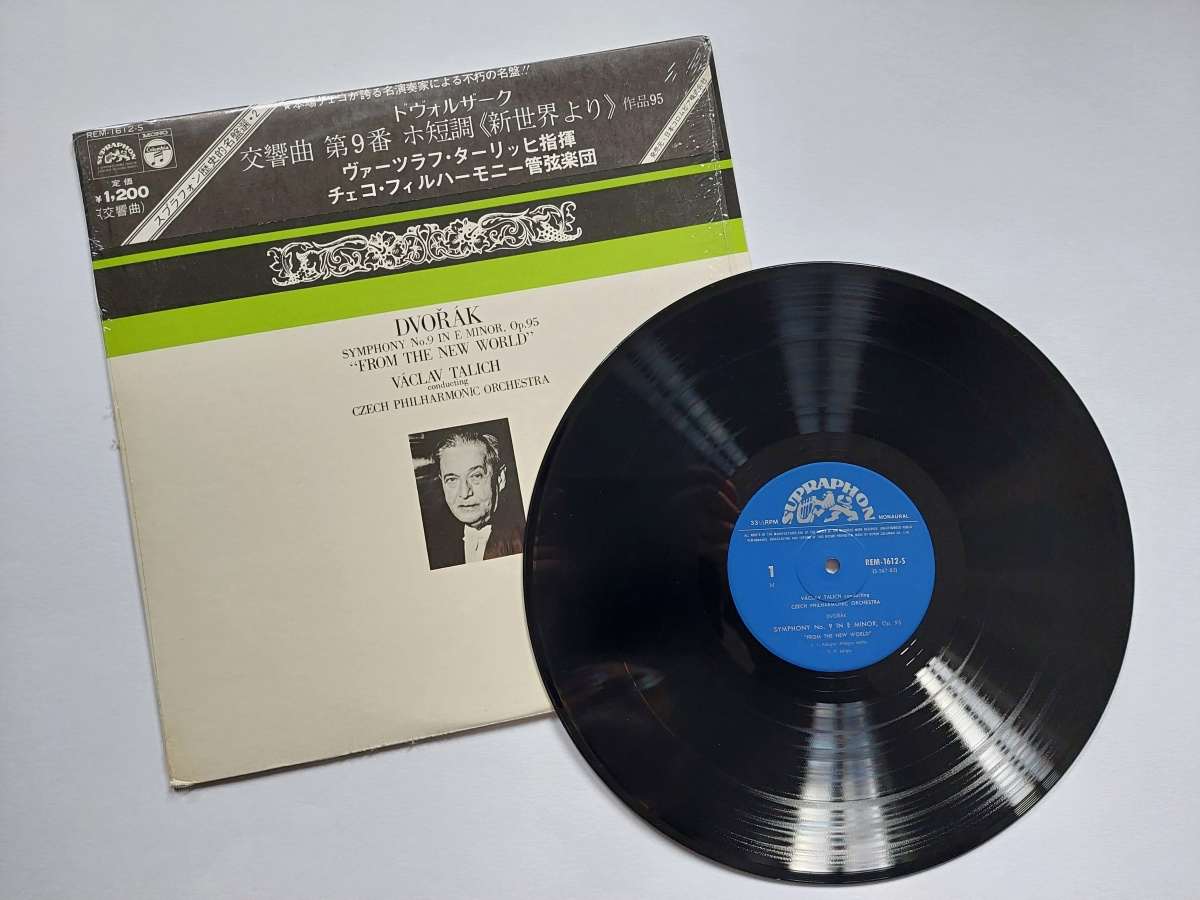 REM-1612-S
SUPRAPHON
MONO
Columbia
定価
¥1,200
(交響曲)
スプラフォン歴史的名盤選・2
チェコが誇る名演奏家による不朽の名盤!!
ドヴォルザーク
交響曲 第9番 ホ短調《新世界より》作品95
ヴァーツラフ・ターリッヒ指揮
チェコ・フィルハーモニー管弦楽団
DVOŘÁK
SYMPHONY No.9 IN E MINOR, Op.95
“FROM THE NEW WORLD”
VÁCLAV TALICH
conducting
CZECH PHILHARMONIC ORCHESTRA
SUPRAPHON
33⅓RPM
MONAURAL
REM-1612-S
1
M
VÁCLAV TALICH conducting
CZECH PHILHARMONIC ORCHESTRA
DVOŘÁK
SYMPHONY No. 9 IN E MINOR, Op. 95
"FROM THE NEW WORLD"